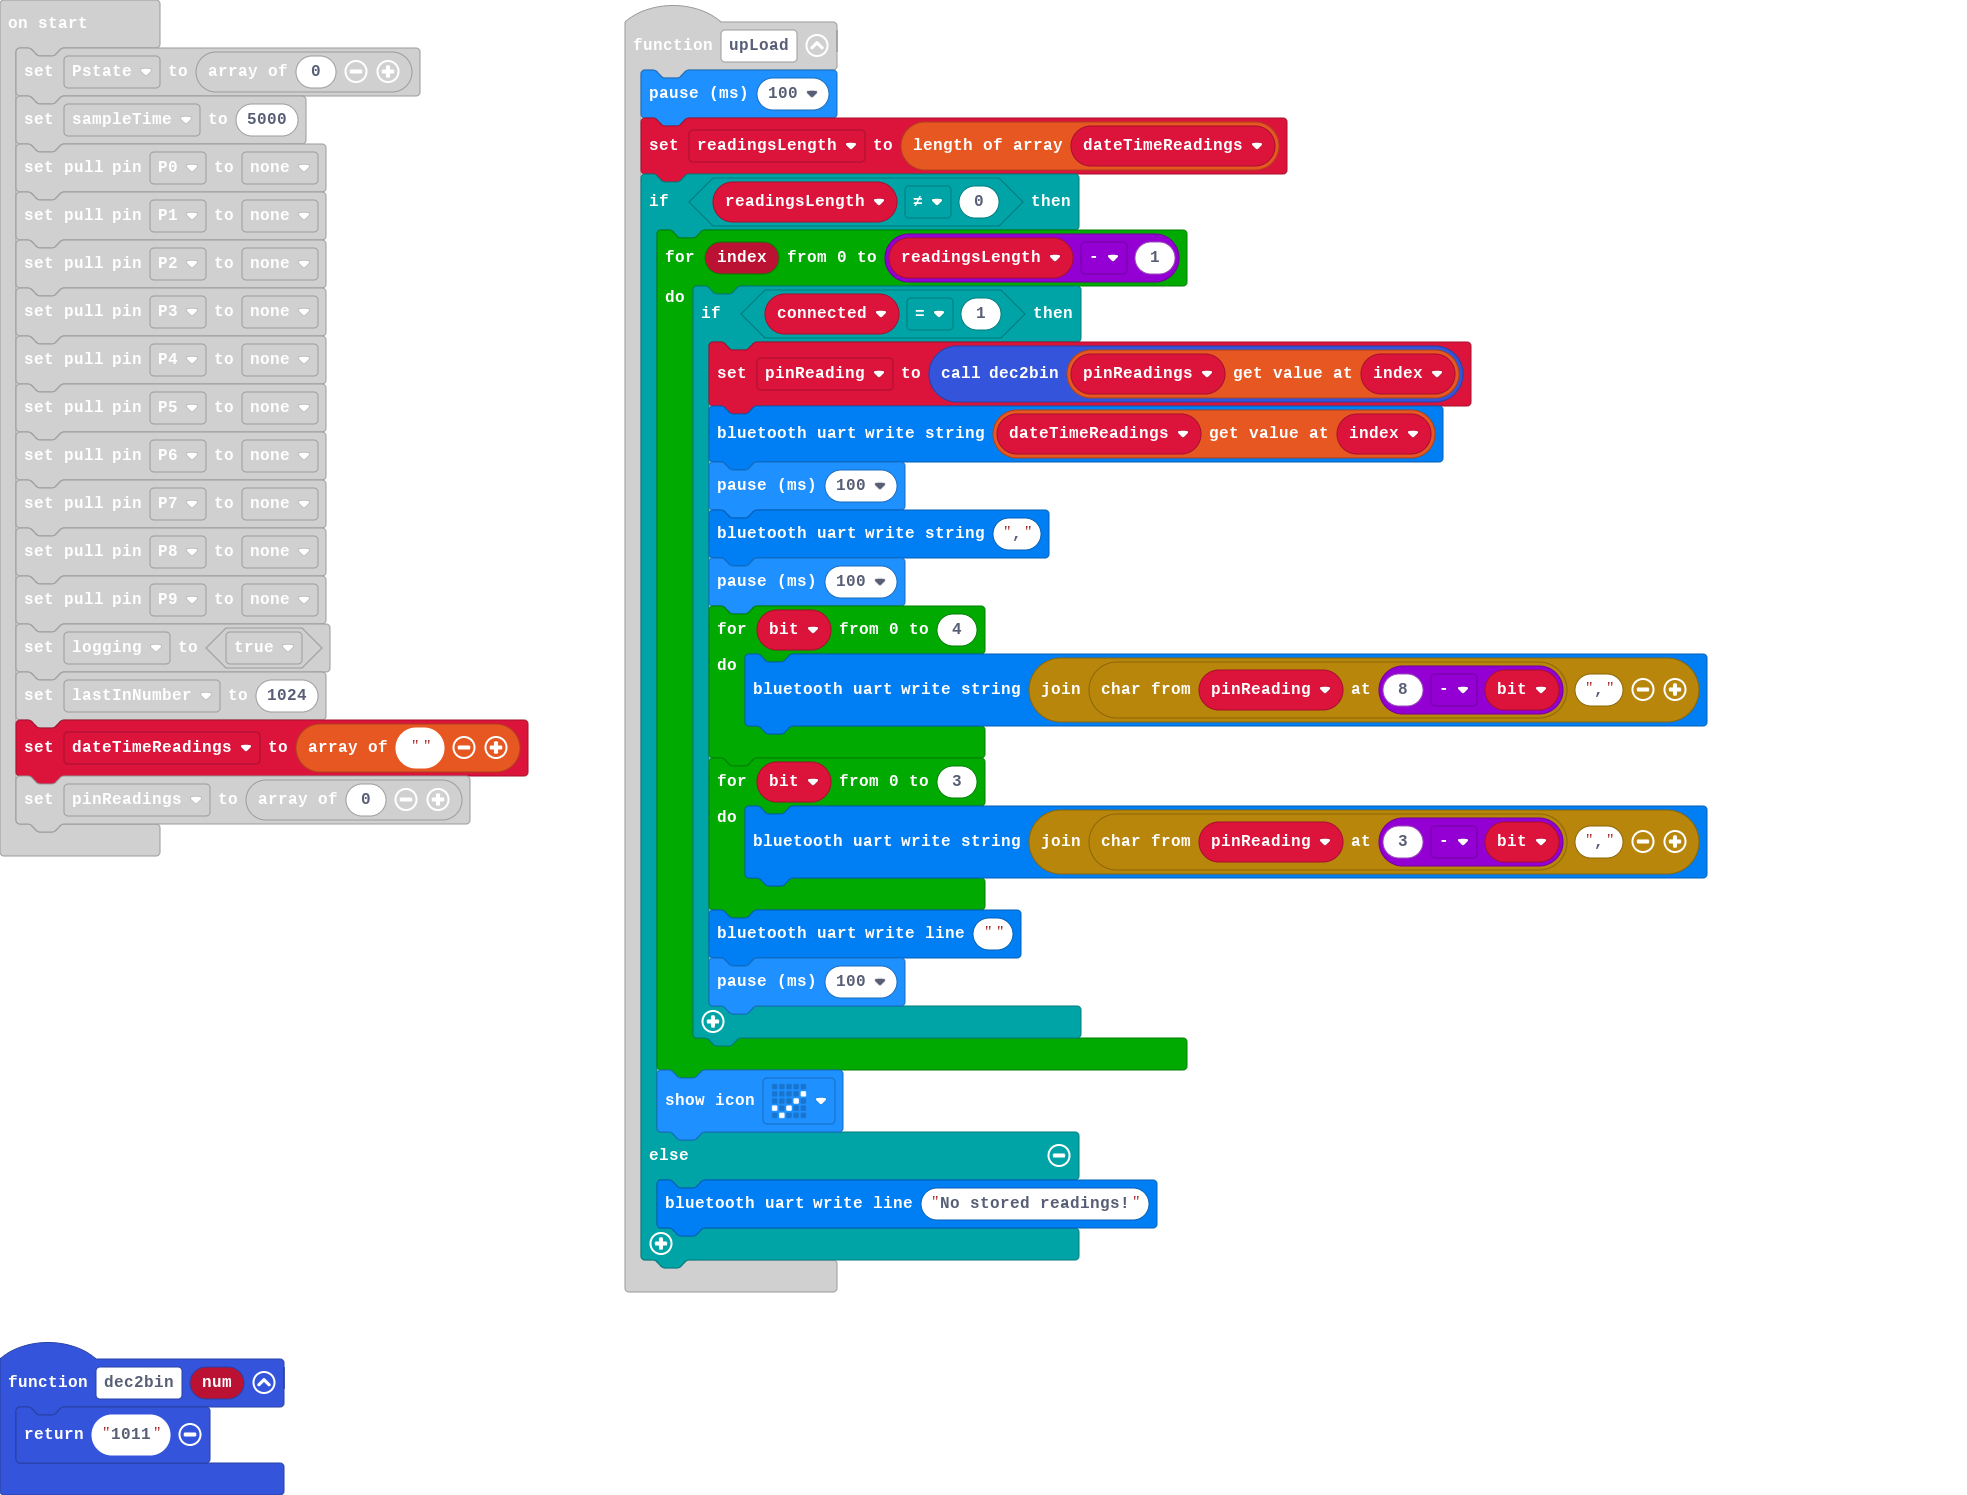 on start
set Pstate to array of 0
set sampleTime to 5000
set pull pin P0 to none
set pull pin P1 to none
set pull pin P2 to none
set pull pin P3 to none
set pull pin P4 to none
set pull pin P5 to none
set pull pin P6 to none
set pull pin P7 to none
set pull pin P8 to none
set pull pin P9 to none
set logging to true
set lastInNumber to 1024
set dateTimeReadings to array of ""
set pinReadings to array of 0
function upLoad
pause (ms) 100
set readingsLength to length of array dateTimeReadings
if readingsLength ≠ 0 then
for index from 0 to readingsLength - 1
do
if connected = 1 then
set pinReading to call dec2bin pinReadings get value at index
bluetooth uart write string dateTimeReadings get value at index
pause (ms) 100
bluetooth uart write string ","
pause (ms) 100
for bit from 0 to 4
do
bluetooth uart write string join char from pinReading at 8 - bit ","
for bit from 0 to 3
do
bluetooth uart write string join char from pinReading at 3 - bit ","
bluetooth uart write line ""
pause (ms) 100
show icon
else
bluetooth uart write line "No stored readings!"
function dec2bin num
return "1011"